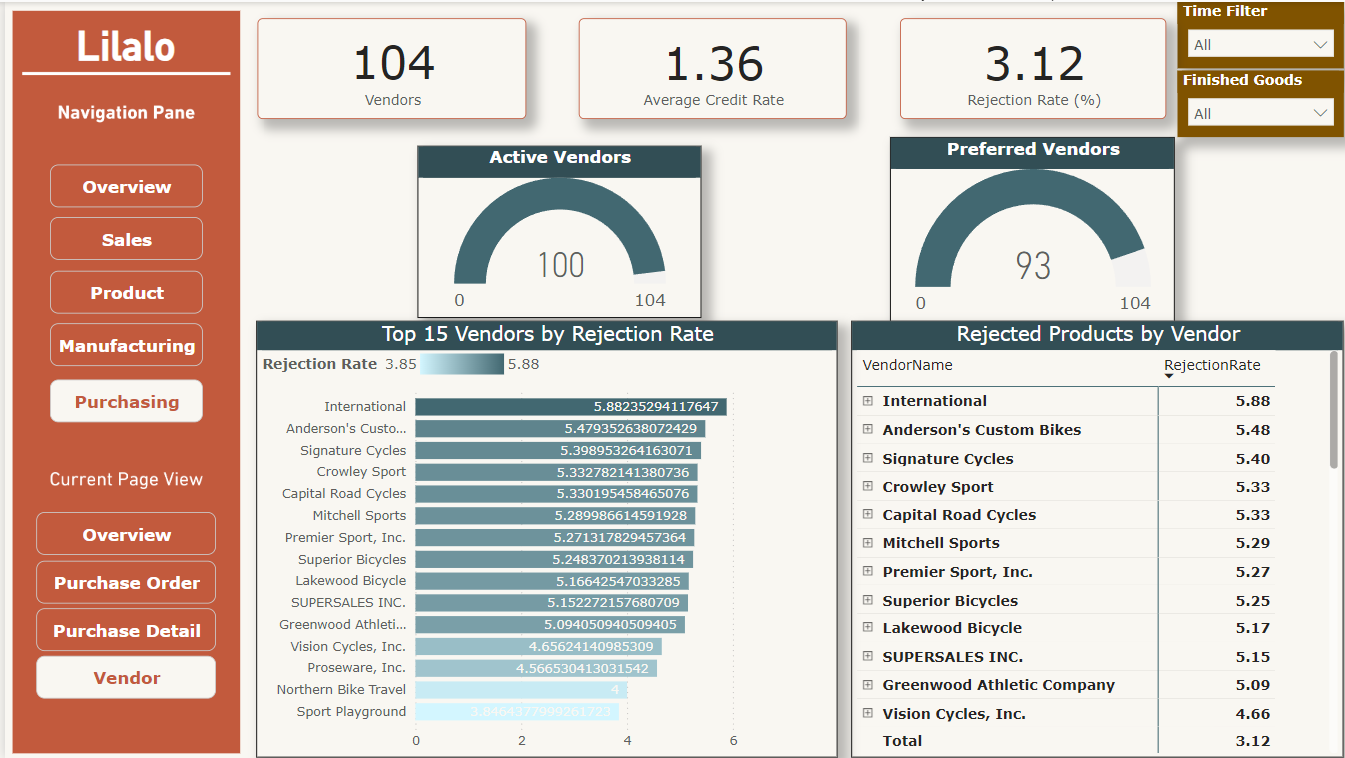 Lilalo
Navigation Pane
Overview
Sales
Product
Manufacturing
Purchasing
Current Page View
Overview
Purchase Order
Purchase Detail
Vendor
104
Vendors
1.36
Average Credit Rate
3.12
Rejection Rate (%)
Time Filter
All
Finished Goods
All
Active Vendors
100
0 104
Preferred Vendors
93
0 104
Top 15 Vendors by Rejection Rate
Rejection Rate 3.85 5.88
International 5.88235294117647
Anderson's Custo... 5.479352638072429
Signature Cycles 5.398953264163071
Crowley Sport 5.332782141380736
Capital Road Cycles 5.330195458465076
Mitchell Sports 5.289986614591928
Premier Sport, Inc. 5.271317829457364
Superior Bicycles 5.248370213938114
Lakewood Bicycle 5.16642547033285
SUPERSALES INC. 5.152272157680709
Greenwood Athleti... 5.094050940509405
Vision Cycles, Inc. 4.65624140985309
Proseware, Inc. 4.566530413031542
Northern Bike Travel 4
Sport Playground 3.8464377999261723
0 2 4 6
Rejected Products by Vendor
VendorName RejectionRate
International 5.88
Anderson's Custom Bikes 5.48
Signature Cycles 5.40
Crowley Sport 5.33
Capital Road Cycles 5.33
Mitchell Sports 5.29
Premier Sport, Inc. 5.27
Superior Bicycles 5.25
Lakewood Bicycle 5.17
SUPERSALES INC. 5.15
Greenwood Athletic Company 5.09
Vision Cycles, Inc. 4.66
Total 3.12